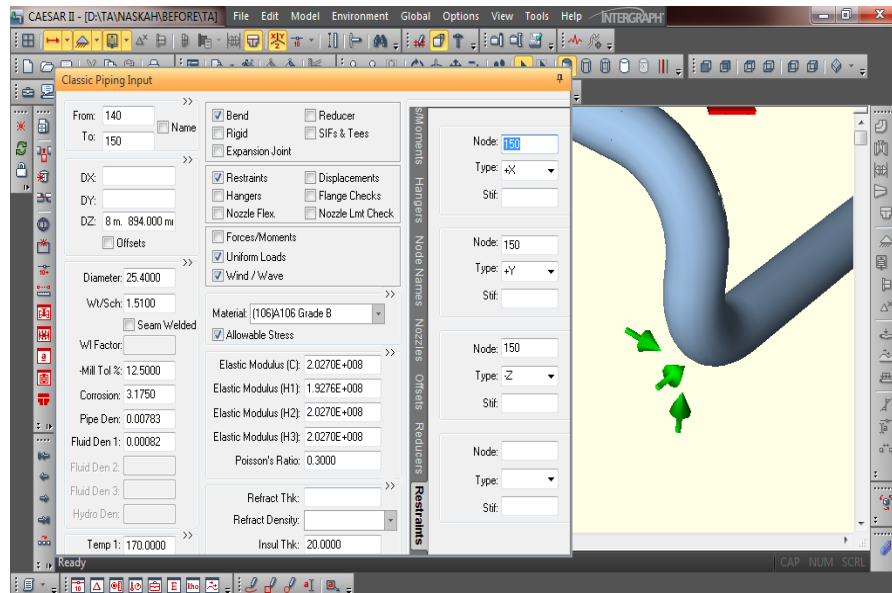 CAESAR II - [D:\TA\NASKAH\BEFORE\TA]
File Edit Model Environment Global Options View Tools Help
INTERGRAPH
Classic Piping Input
From: 140
To: 150
Name
DX:
DY:
DZ: 8 m. 894.000 m
Offsets
Diameter: 25.4000
Wt/Sch: 1.5100
Seam Welded
Wl Factor:
-Mill Tol %: 12.5000
Corrosion: 3.1750
Pipe Den: 0.00783
Fluid Den 1: 0.00082
Fluid Den 2:
Fluid Den 3:
Hydro Den:
Temp 1: 170.0000
Bend
Reducer
Rigid
SIFs & Tees
Expansion Joint
Restraints
Displacements
Hangers
Flange Checks
Nozzle Flex.
Nozzle Lmt Check
Forces/Moments
Uniform Loads
Wind / Wave
Material: (106)A106 Grade B
Allowable Stress
Elastic Modulus (C): 2.0270E+008
Elastic Modulus (H1): 1.9276E+008
Elastic Modulus (H2): 2.0270E+008
Elastic Modulus (H3): 2.0270E+008
Poisson's Ratio: 0.3000
Refract Thk:
Refract Density:
Insul Thk: 20.0000
s/Moments
Hangers
Node Names
Nozzles
Offsets
Reducers
Restraints
Node: 150
Type: +X
Stif:
Node: 150
Type: +Y
Stif:
Node: 150
Type: -Z
Stif:
Node:
Type:
Stif:
Ready
CAP NUM SCRL